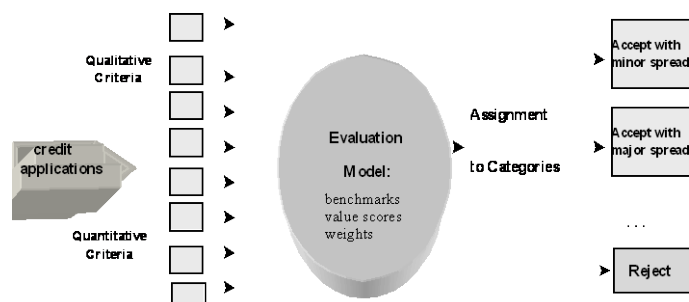 credit
applications
Qualitative
Criteria
Quantitative
Criteria
Evaluation
Model:
benchmarks
value scores
weights
Assignment
to Categories
Accept with
minor spread
Accept with
major spread
...
Reject